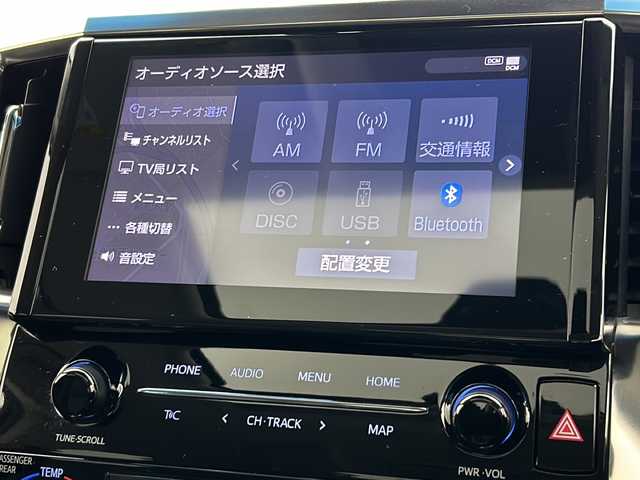 オーディオソース選択
DCM
DCM
オーディオ選択
チャンネルリスト
TV局リスト
メニュー
各種切替
音設定
AM
FM
交通情報
DISC
USB
Bluetooth
配置変更
PHONE
AUDIO
MENU
HOME
T\C
CH·TRACK
MAP
TUNE·SCROLL
PWR·VOL
PASSENGER
REAR
TEMP